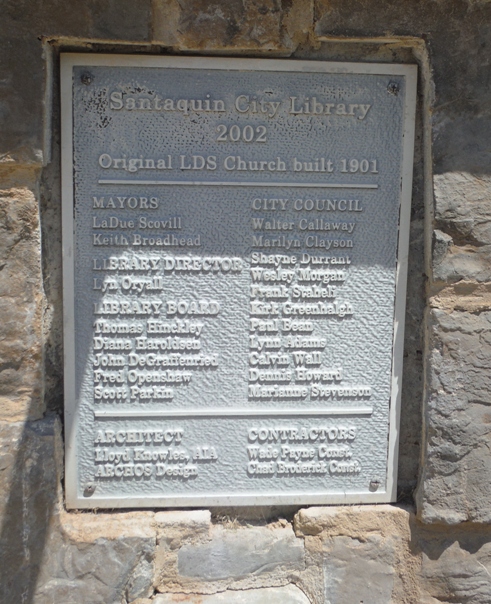 Santaquin City Library
2002
Original LDS Church built 1901
MAYORS
LaDue Scovill
Keith Broadhead
LIBRARY DIRECTOR
Lyn Oryall
LIBRARY BOARD
Thomas Hinckley
Diana Haroldsen
John DeGraffenried
Fred Openshaw
Scott Parkin
CITY COUNCIL
Walter Callaway
Marilyn Clayson
Shayne Durrant
Wesley Morgan
Frank Staheli
Kirk Greenhalgh
Paul Bean
Lynn Adams
Calvin Wall
Dennis Howard
Marianne Stevenson
ARCHITECT
Lloyd Knowles, AIA
ARCHOS Design
CONTRACTORS
Wade Payne Const.
Chad Broderick Const.